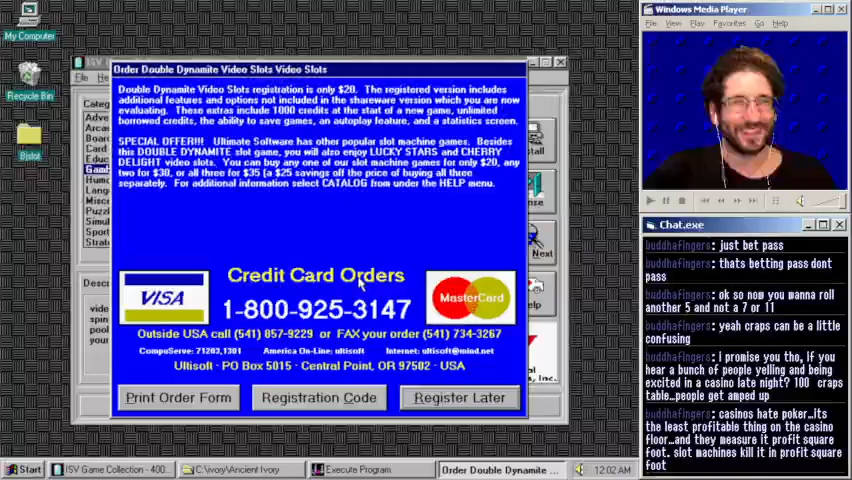 My Computer
Recycle Bin
Bjslot
Order Double Dynamite Video Slots Video Slots
Double Dynamite Video Slots registration is only $20. The registered version includes
additional features and options not included in the shareware version which you are now
evaluating. These extras include 1000 credits at the start of a new game, unlimited
borrowed credits, the ability to save games, an autoplay feature, and a statistics screen.
SPECIAL OFFER!!! Ultimate Software has other popular slot machine games. Besides
this DOUBLE DYNAMITE slot game, you will also enjoy LUCKY STARS and CHERRY
DELIGHT video slots. You can buy any one of our slot machine games for only $20, any
two for $30, or all three for $35 (a $25 savings off the price of buying all three
separately. For additional information select CATALOG from under the HELP menu.
VISA
Credit Card Orders
1-800-925-3147
MasterCard
Outside USA call (541) 857-9229 or FAX your order (541) 734-3267
CompuServe: 71203,1301 America On-Line: ultisoft Internet: ultisoft@mind.net
Ultisoft · PO Box 5015 · Central Point, OR 97502 · USA
Print Order Form
Registration Code
Register Later
Windows Media Player
File View Play Favorites Go Help
Chat.exe
buddhafingers: just bet pass
buddhafingers: thats betting pass dont
pass
buddhafingers: ok so now you wanna roll
another 5 and not a 7 or 11
buddhafingers: yeah craps can be a little
confusing
buddhafingers: I promise you tho, if you
hear a bunch of people yelling and being
excited in a casino late night? 100 craps
table...people get amped up
buddhafingers: casinos hate poker...its
the least profitable thing on the casino
floor...and they measure it profit square
foot. slot machines kill it in profit square
foot
Start
ISV Game Collection - 400...
C:\ivory\Ancient Ivory
Execute Program
Order Double Dynamite ...
12:02 AM